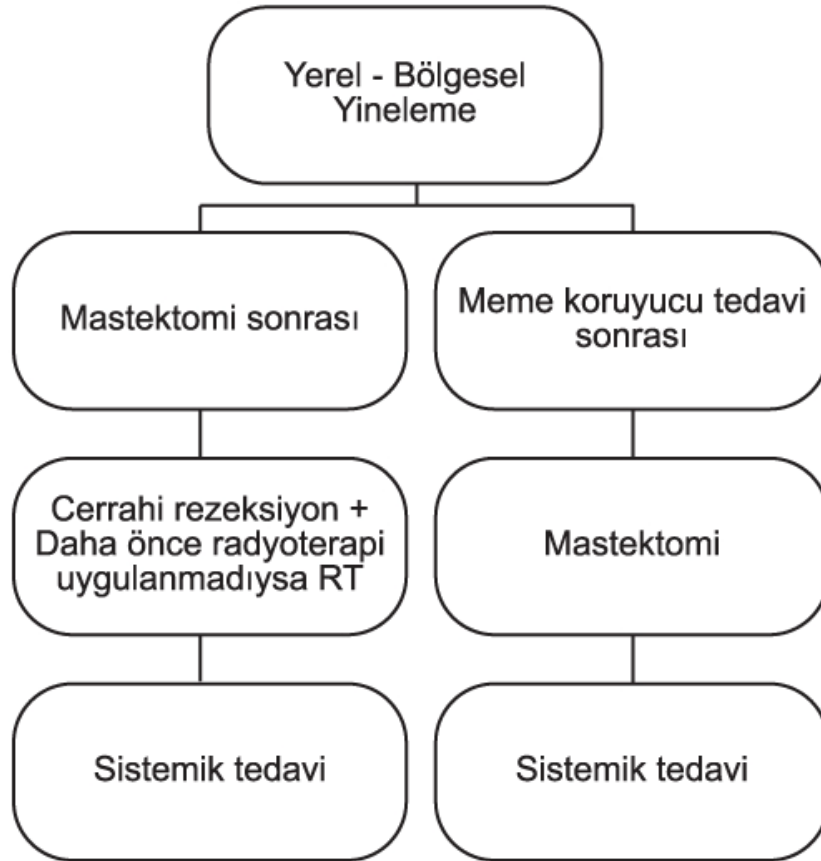 Yerel - Bölgesel
Yineleme
Mastektomi sonrası
Meme koruyucu tedavi
sonrası
Cerrahi rezeksiyon +
Daha önce radyoterapi
uygulanmadıysa RT
Mastektomi
Sistemik tedavi
Sistemik tedavi